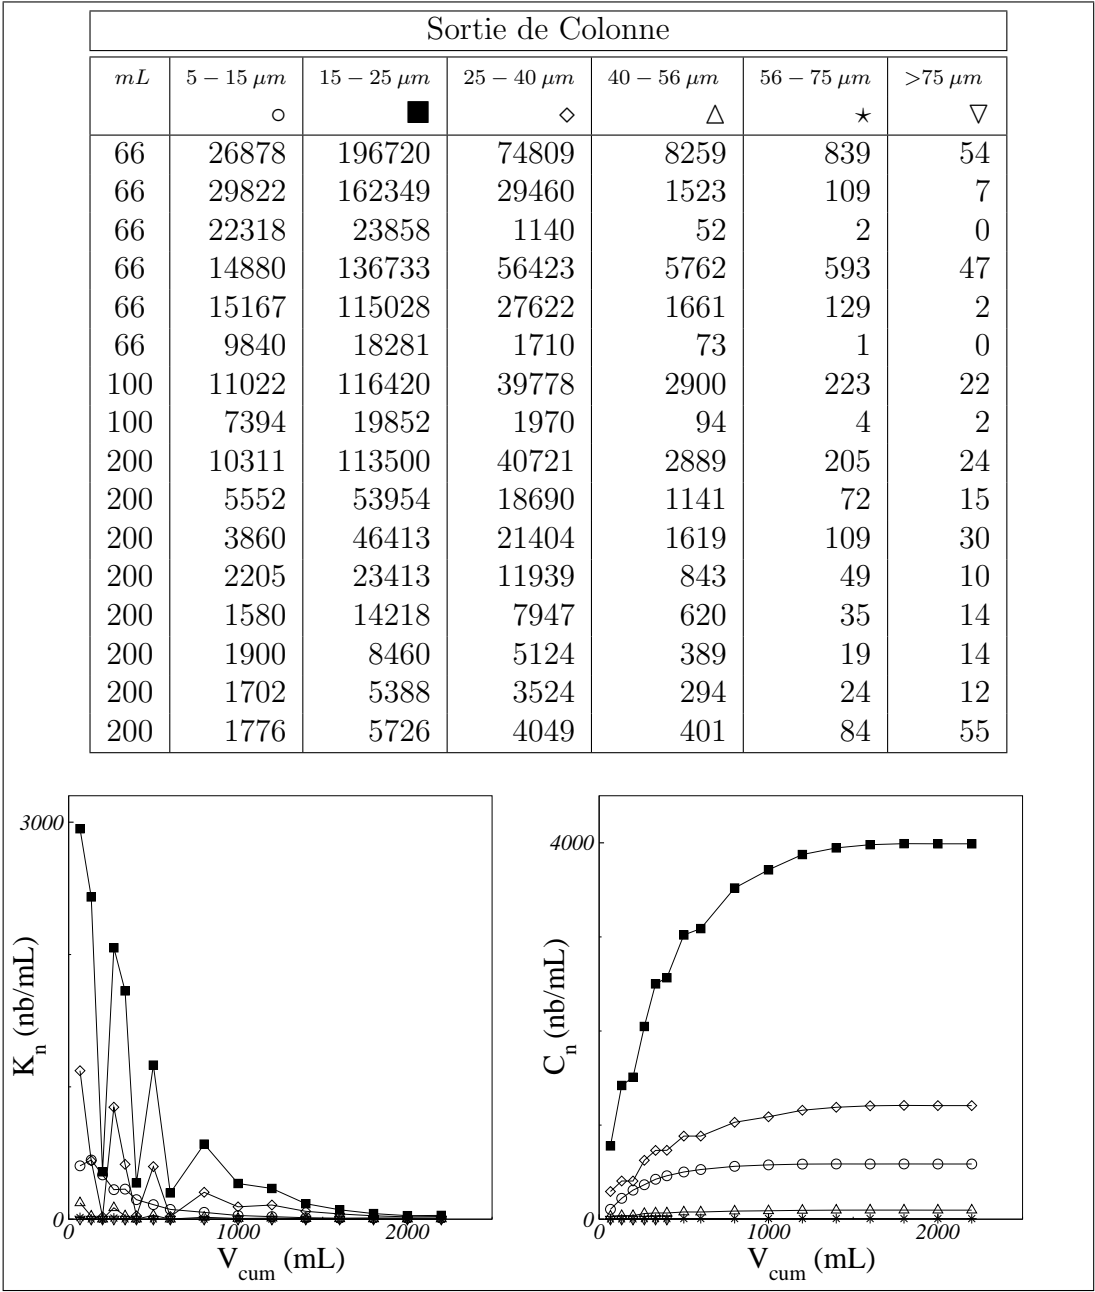 Sortie de Colonne
mL 5 – 15 µm 15 – 25 µm 25 – 40 µm 40 – 56 µm 56 – 75 µm >75 µm
○ ■ ◇ △ ⋆ ▽
66 26878 196720 74809 8259 839 54
66 29822 162349 29460 1523 109 7
66 22318 23858 1140 52 2 0
66 14880 136733 56423 5762 593 47
66 15167 115028 27622 1661 129 2
66 9840 18281 1710 73 1 0
100 11022 116420 39778 2900 223 22
100 7394 19852 1970 94 4 2
200 10311 113500 40721 2889 205 24
200 5552 53954 18690 1141 72 15
200 3860 46413 21404 1619 109 30
200 2205 23413 11939 843 49 10
200 1580 14218 7947 620 35 14
200 1900 8460 5124 389 19 14
200 1702 5388 3524 294 24 12
200 1776 5726 4049 401 84 55
3000
K_n (nb/mL)
0
0 1000 2000
V_cum (mL)
4000
C_n (nb/mL)
0
0 1000 2000
V_cum (mL)